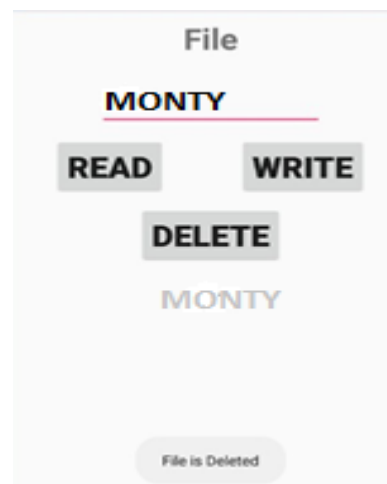 File
MONTY
READ WRITE
DELETE
MONTY
File is Deleted